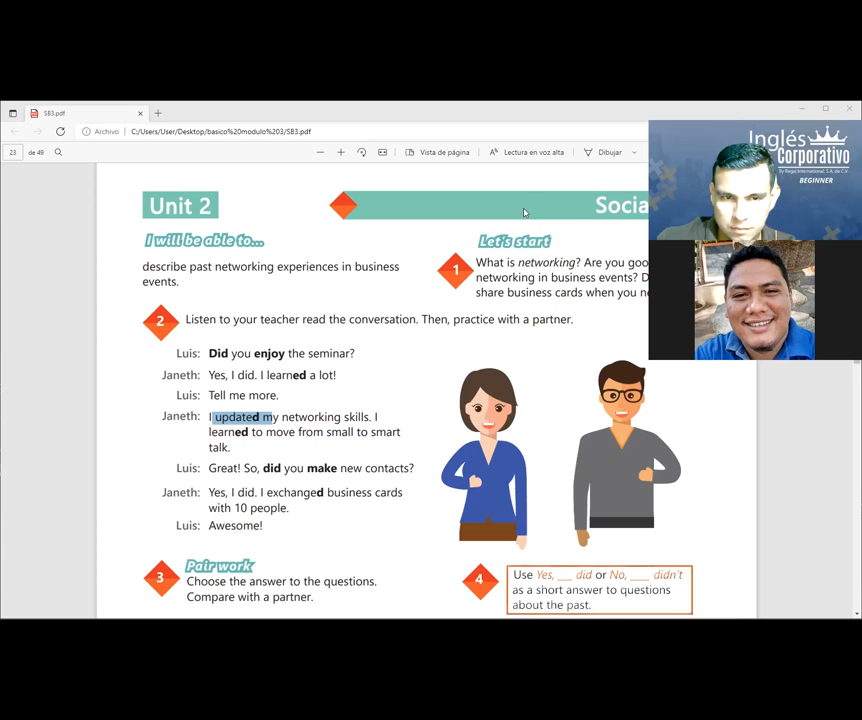 SB3.pdf
Archivo C:/Users/User/Desktop/basico%20modulo%203/SB3.pdf
23 de 49 Vista de página Lectura en voz alta Dibujar
Inglés
Corporativo
By Regal International, S.A. de C.V.
BEGINNER
Unit 2
Socia
I will be able to...
describe past networking experiences in business
events.
Let's start
1
What is networking? Are you goo
networking in business events? D
share business cards when you ne
2 Listen to your teacher read the conversation. Then, practice with a partner.
Luis: Did you enjoy the seminar?
Janeth: Yes, I did. I learned a lot!
Luis: Tell me more.
Janeth: I updated my networking skills. I
learned to move from small to smart
talk.
Luis: Great! So, did you make new contacts?
Janeth: Yes, I did. I exchanged business cards
with 10 people.
Luis: Awesome!
3 Pair work
Choose the answer to the questions.
Compare with a partner.
4 Use Yes, ___ did or No, ___ didn't
as a short answer to questions
about the past.